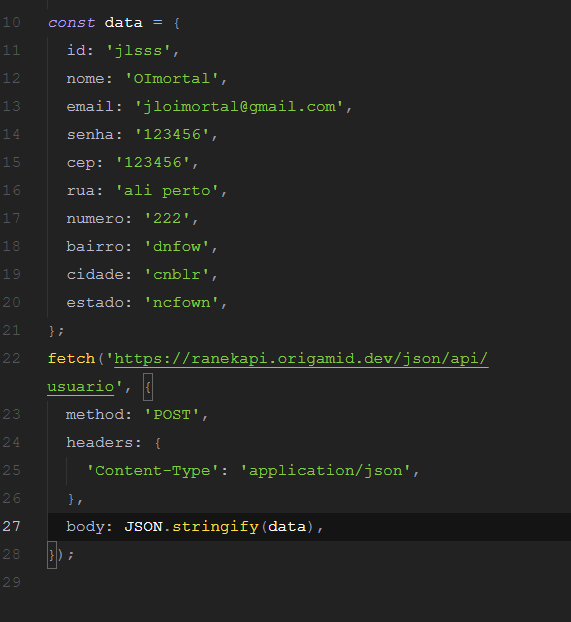 10 const data = {
11 id: 'jlsss',
12 nome: 'OImortal',
13 email: 'jloimortal@gmail.com',
14 senha: '123456',
15 cep: '123456',
16 rua: 'ali perto',
17 numero: '222',
18 bairro: 'dnfow',
19 cidade: 'cnblr',
20 estado: 'ncfown',
21 };
22 fetch('https://ranekapi.origamid.dev/json/api/
usuario', {
23 method: 'POST',
24 headers: {
25 'Content-Type': 'application/json',
26 },
27 body: JSON.stringify(data),
28 });
29